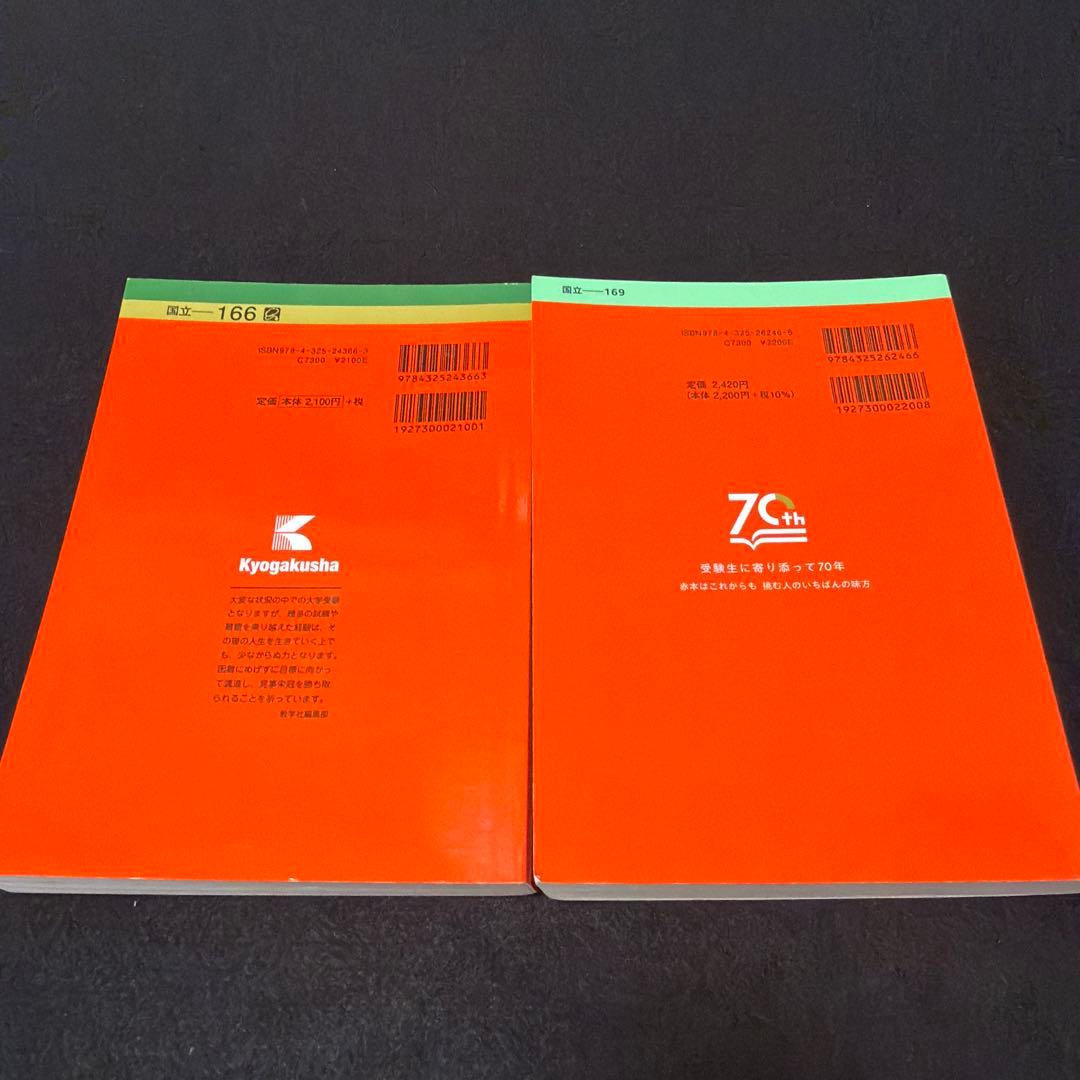 国立――166
ISBN978-4-325-24366-3
C7300 ¥2100E
9784325243663
定価 本体 2,100円 +税
1927300021001
Kyogakusha
大変な状況の中での大学受験
となりますが、幾多の試練や
難題を乗り越えた経験は、そ
の後の人生を生きていく上で
も、少なからぬ力となります。
困難にめげずに目標に向かっ
て邁進し、見事栄冠を勝ち取
られることを祈っています。
教学社編集部
国立――169
ISBN978-4-325-26246-6
C7300 ¥2200E
9784325262466
定価 2,420円
(本体 2,200円+税10%)
1927300022008
70th
受験生に寄り添って70年
赤本はこれからも 挑む人のいちばんの味方